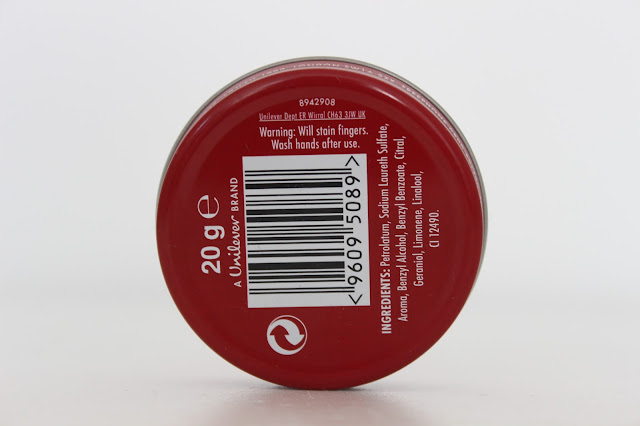 8942908
Unilever Dept ER Wirral CH63 3JW UK
Warning: Will stain fingers.
Wash hands after use.
20 g e
A Unilever BRAND
<9609 5089>
INGREDIENTS: Petrolatum, Sodium Laureth Sulfate,
Aroma, Benzyl Alcohol, Benzyl Benzoate, Citral,
Geraniol, Limonene, Linalool,
CI 12490.